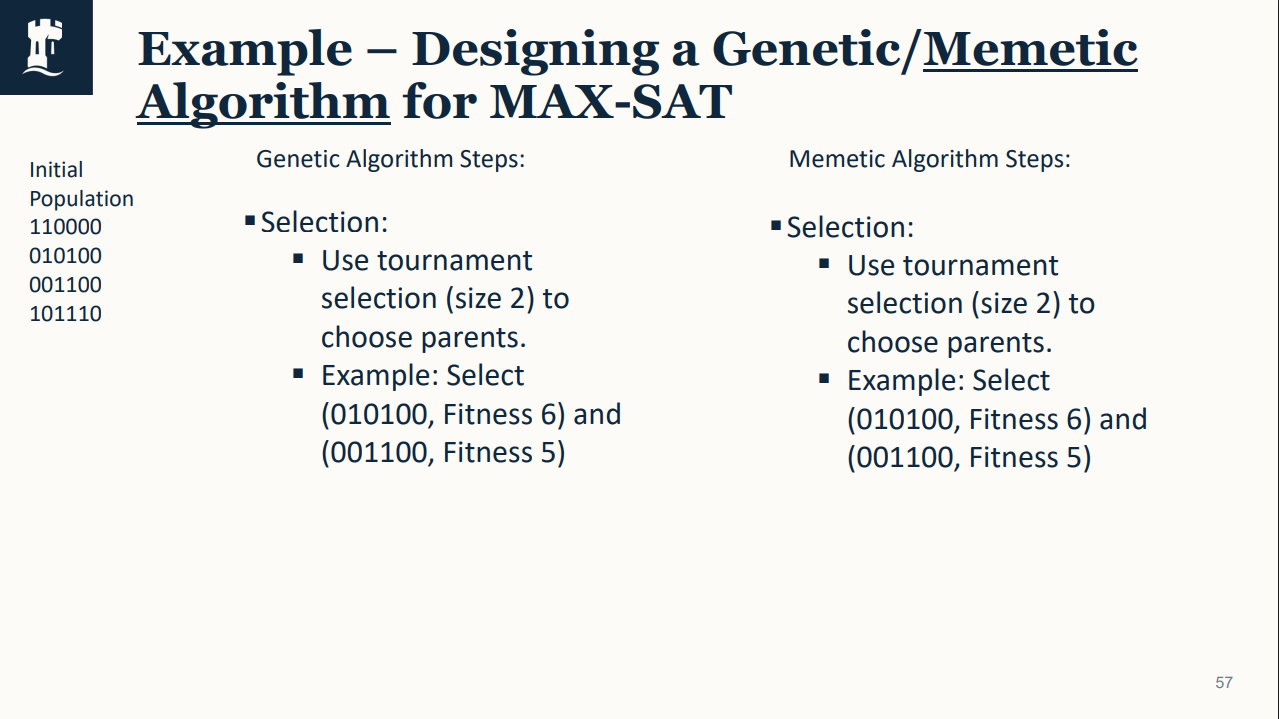 Example – Designing a Genetic/Memetic
Algorithm for MAX-SAT
Initial
Population
110000
010100
001100
101110
Genetic Algorithm Steps:
▪ Selection:
▪ Use tournament
selection (size 2) to
choose parents.
▪ Example: Select
(010100, Fitness 6) and
(001100, Fitness 5)
Memetic Algorithm Steps:
▪ Selection:
▪ Use tournament
selection (size 2) to
choose parents.
▪ Example: Select
(010100, Fitness 6) and
(001100, Fitness 5)
57